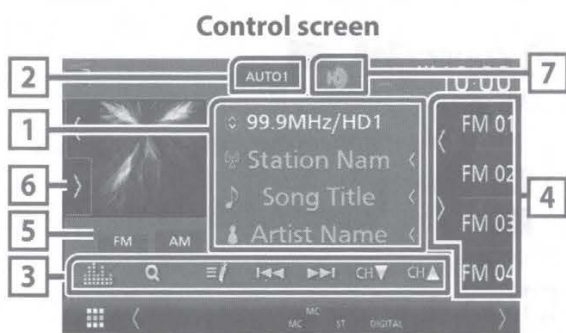 Control screen
2
AUTO1
7
10:00
1
99.9MHz/HD1
FM 01
Station Nam
6
FM 02
4
Song Title
5
FM
AM
FM 03
Artist Name
3
CH▼
CH▲
FM 04
MC
MC
ST
DIGITAL